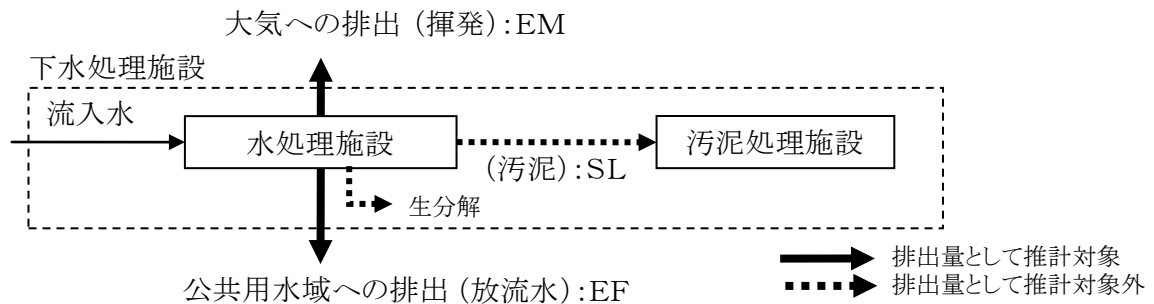 大気への排出（揮発）:EM
下水処理施設
流入水
水処理施設
汚泥処理施設
（汚泥）:SL
生分解
公共用水域への排出（放流水）:EF
排出量として推計対象
排出量として推計対象外